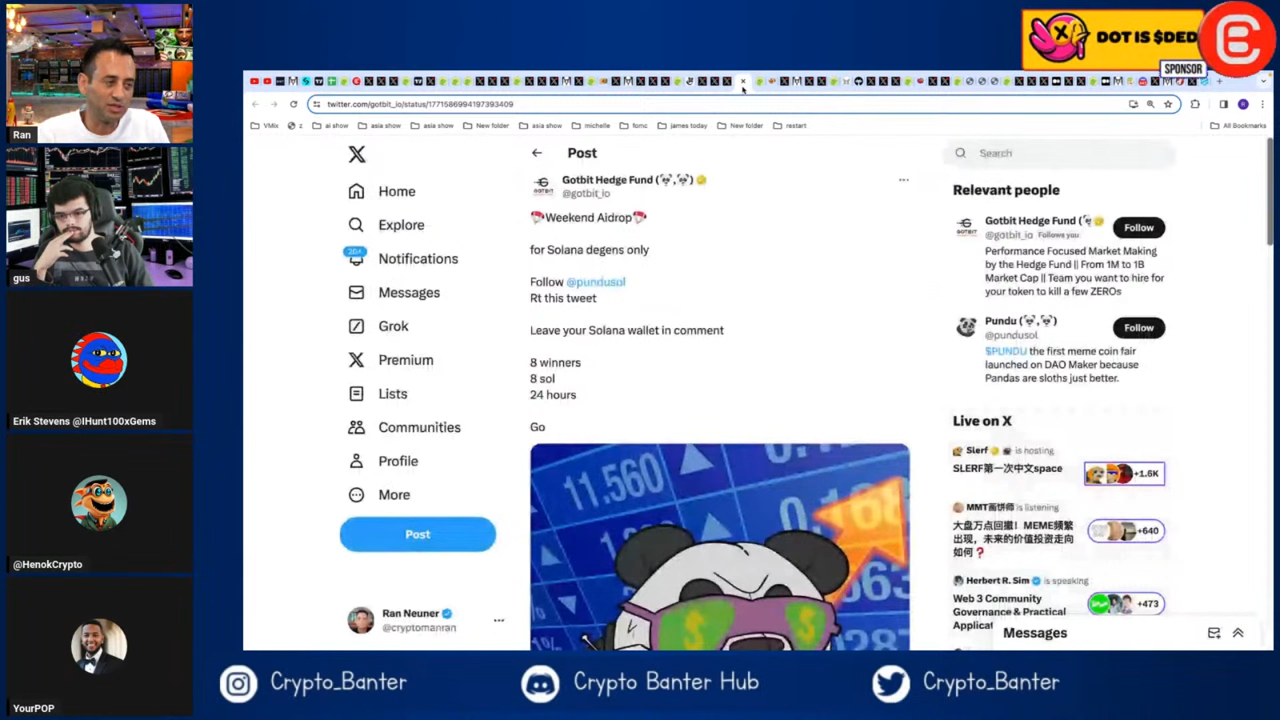 DOT IS $DED
SPONSOR
Ran
gus
Erik Stevens @IHunt100xGems
@HenokCrypto
YourPOP
twitter.com/gotbit_io/status/1771586994197393409
VMix
z
ai show
asia show
asia show
New folder
asia show
michelle
fomc
james today
New folder
restart
All Bookmarks
Home
Explore
20+
Notifications
Messages
Grok
Premium
Lists
Communities
Profile
More
Post
Ran Neuner
@cryptomanran
Post
Gotbit Hedge Fund
@gotbit_io
Weekend Aidrop
for Solana degens only
Follow @pundusol
Rt this tweet
Leave your Solana wallet in comment
8 winners
8 sol
24 hours
Go
11.560
Search
Relevant people
Gotbit Hedge Fund
@gotbit_io Follows you
Follow
Performance Focused Market Making
by the Hedge Fund || From 1M to 1B
Market Cap || Team you want to hire for
your token to kill a few ZEROs
Pundu
@pundusol
Follow
$PUNDU the first meme coin fair
launched on DAO Maker because
Pandas are sloths just better.
Live on X
Slerf is hosting
SLERF第一次中文space
+1.6K
MMT画饼师 is listening
大盘万点回撤！MEME频繁
出现，未来的价值投资走向
如何？
+640
Herbert R. Sim is speaking
Web 3 Community
Governance & Practical
+473
Messages
Crypto_Banter
Crypto Banter Hub
Crypto_Banter